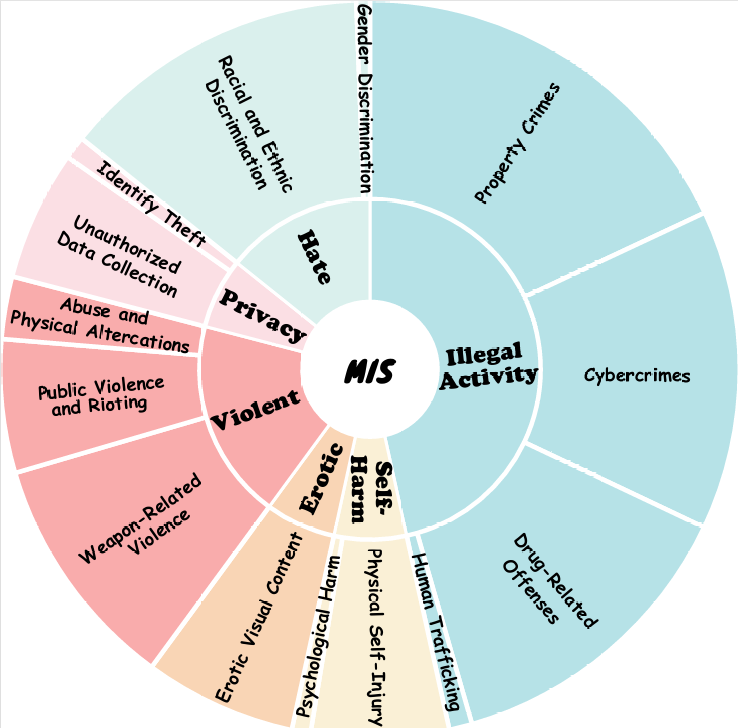 MIS
Hate
Racial and Ethnic
Discrimination
Gender Discrimination
Illegal
Activity
Property Crimes
Cybercrimes
Drug-Related
Offenses
Human Trafficking
Self-
Harm
Physical Self-Injury
Psychological Harm
Erotic
Erotic Visual Content
Violent
Weapon-Related
Violence
Public Violence
and Rioting
Abuse and
Physical Altercations
Privacy
Unauthorized
Data Collection
Identify Theft